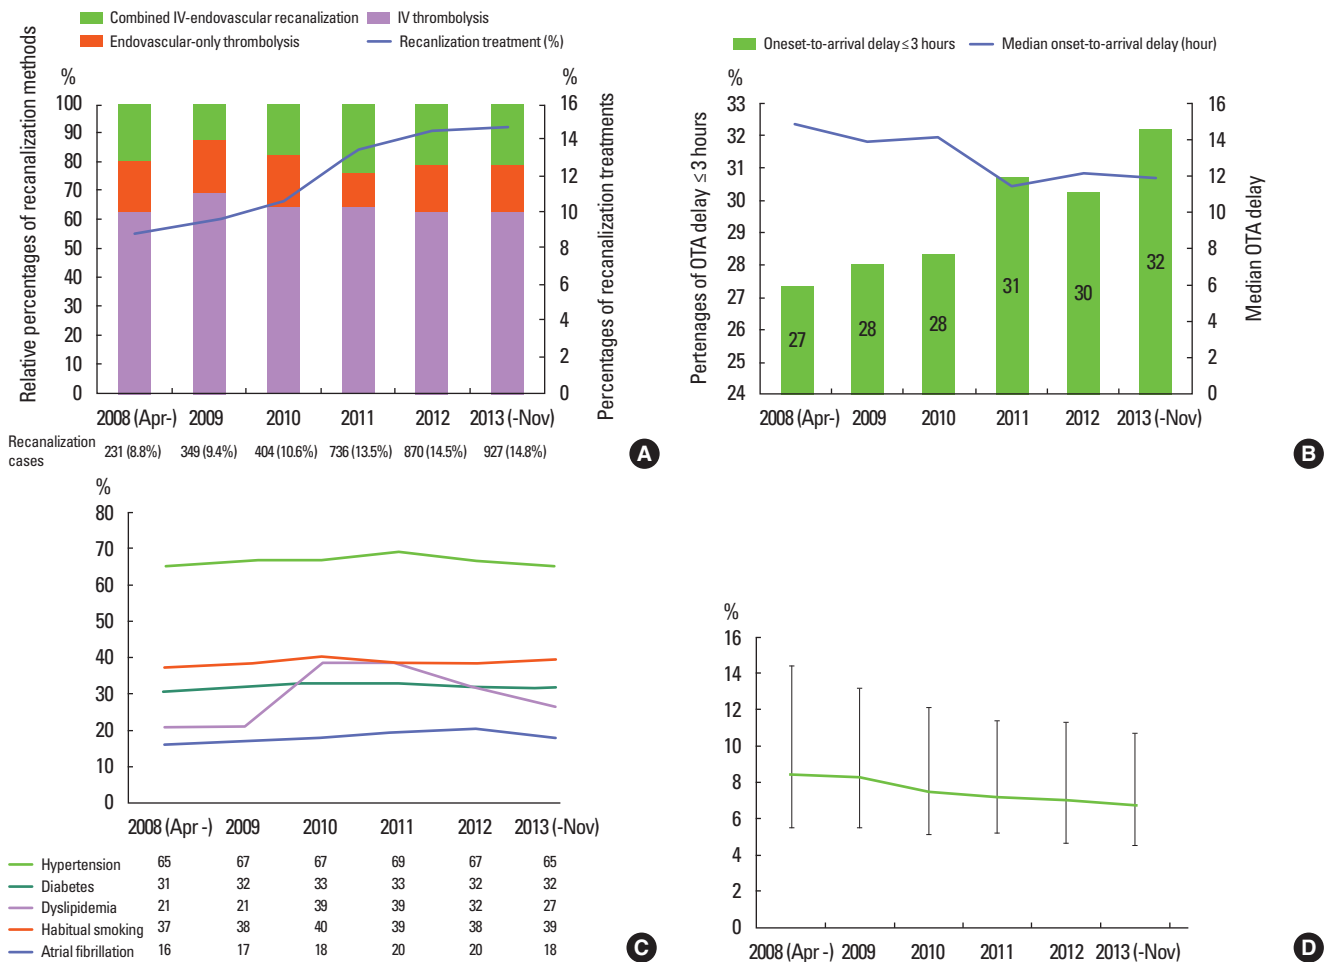 Combined IV-endovascular recanalization
IV thrombolysis
Endovascular-only thrombolysis
Recanlization treatment (%)
%
%
Relative percentages of recanalization methods
100
90
80
70
60
50
40
30
20
10
0
16
14
12
10
8
6
4
2
0
Percentages of recanalization treatments
2008 (Apr-) 2009 2010 2011 2012 2013 (-Nov)
Recanalization cases
231 (8.8%) 349 (9.4%) 404 (10.6%) 736 (13.5%) 870 (14.5%) 927 (14.8%)
A
Oneset-to-arrival delay ≤ 3 hours
Median onset-to-arrival delay (hour)
%
Pertenages of OTA delay ≤ 3 hours
33
32
31
30
29
28
27
26
25
24
27
28
28
31
30
32
16
14
12
10
8
6
4
2
0
Median OTA delay
2008 (Apr-) 2009 2010 2011 2012 2013 (-Nov)
B
%
80
70
60
50
40
30
20
10
0
2008 (Apr -) 2009 2010 2011 2012 2013 (-Nov)
Hypertension 65 67 67 69 67 65
Diabetes 31 32 33 33 32 32
Dyslipidemia 21 21 39 39 32 27
Habitual smoking 37 38 40 39 38 39
Atrial fibrillation 16 17 18 20 20 18
C
%
16
14
12
10
8
6
4
2
0
2008 (Apr -) 2009 2010 2011 2012 2013 (-Nov)
D